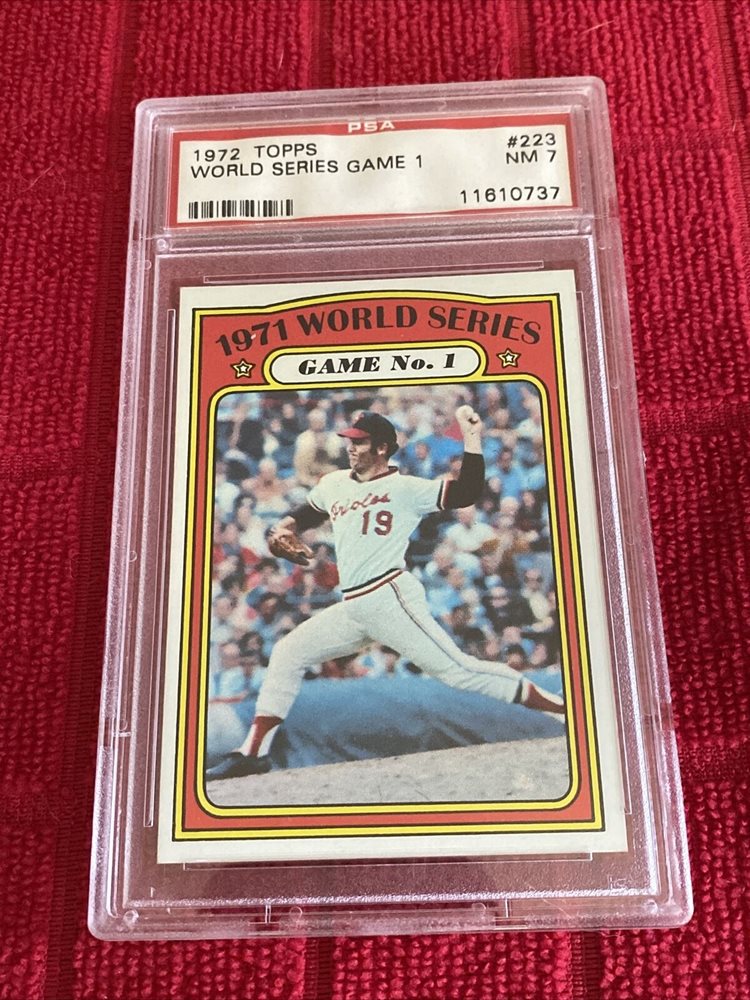 PSA
1972 TOPPS #223
WORLD SERIES GAME 1 NM 7
11610737
1971 WORLD SERIES
GAME No. 1
Orioles
19